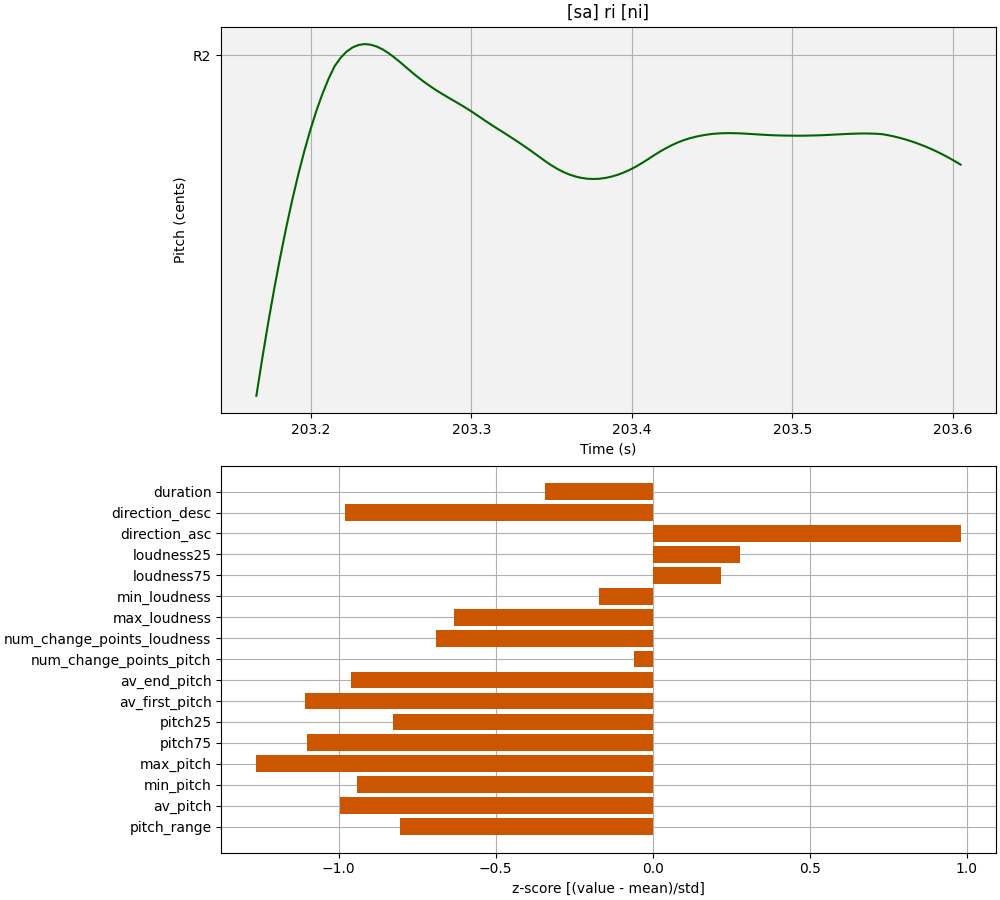 [sa] ri [ni]
R2
Pitch (cents)
203.2 203.3 203.4 203.5 203.6
Time (s)
duration
direction_desc
direction_asc
loudness25
loudness75
min_loudness
max_loudness
num_change_points_loudness
num_change_points_pitch
av_end_pitch
av_first_pitch
pitch25
pitch75
max_pitch
min_pitch
av_pitch
pitch_range
−1.0 −0.5 0.0 0.5 1.0
z-score [(value - mean)/std]